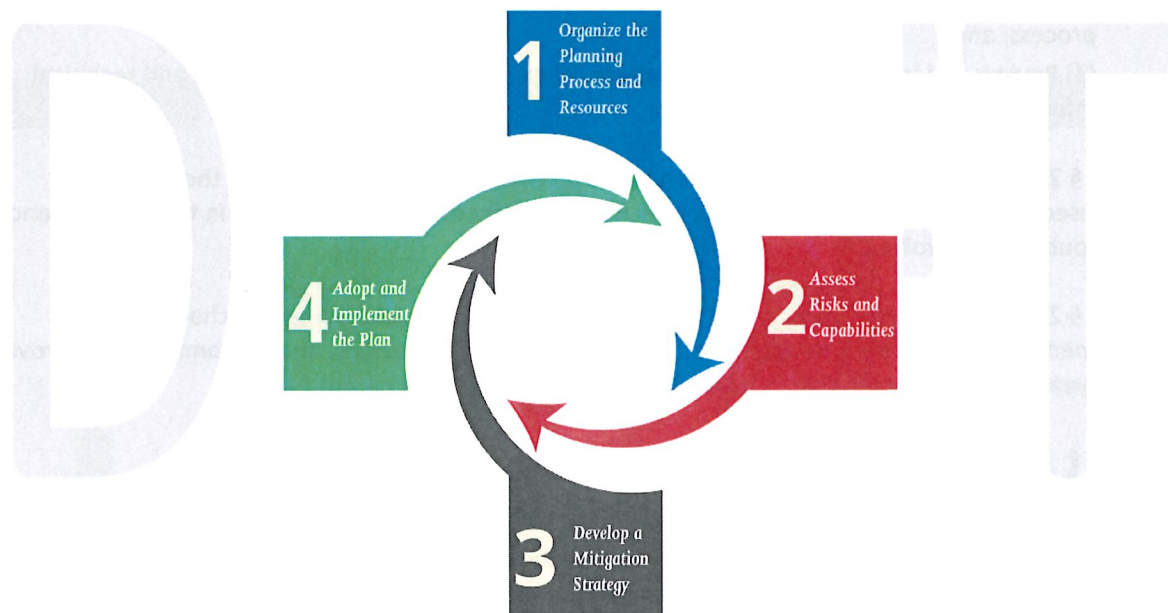 1
Organize the
Planning
Process and
Resources
2
Assess
Risks and
Capabilities
4
Adopt and
Implement
the Plan
3
Develop a
Mitigation
Strategy
D
T